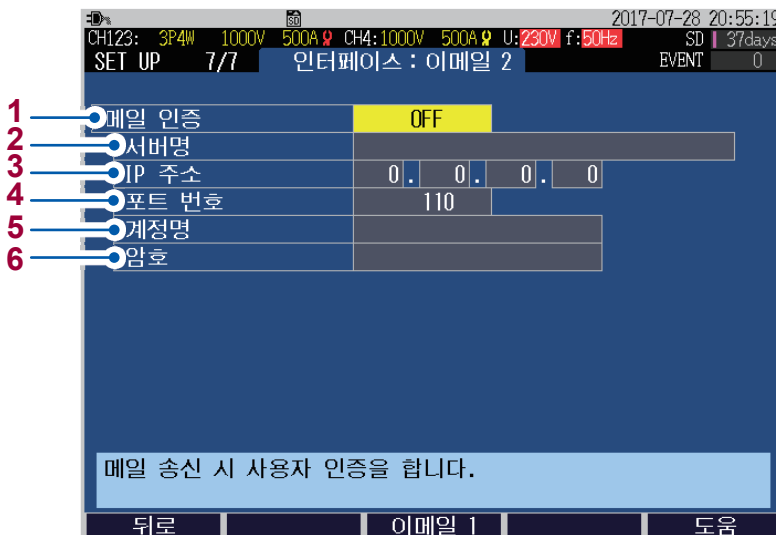 SD 2017-07-28 20:55:19
CH123: 3P4W 1000V 500A CH4:1000V 500A U:230V f:50Hz SD 37days
SET UP 7/7 인터페이스 : 이메일 2 EVENT 0
1 메일 인증 OFF
2 서버명
3 IP 주소 0. 0. 0. 0
4 포트 번호 110
5 계정명
6 암호
메일 송신 시 사용자 인증을 합니다.
뒤로 이메일 1 도움